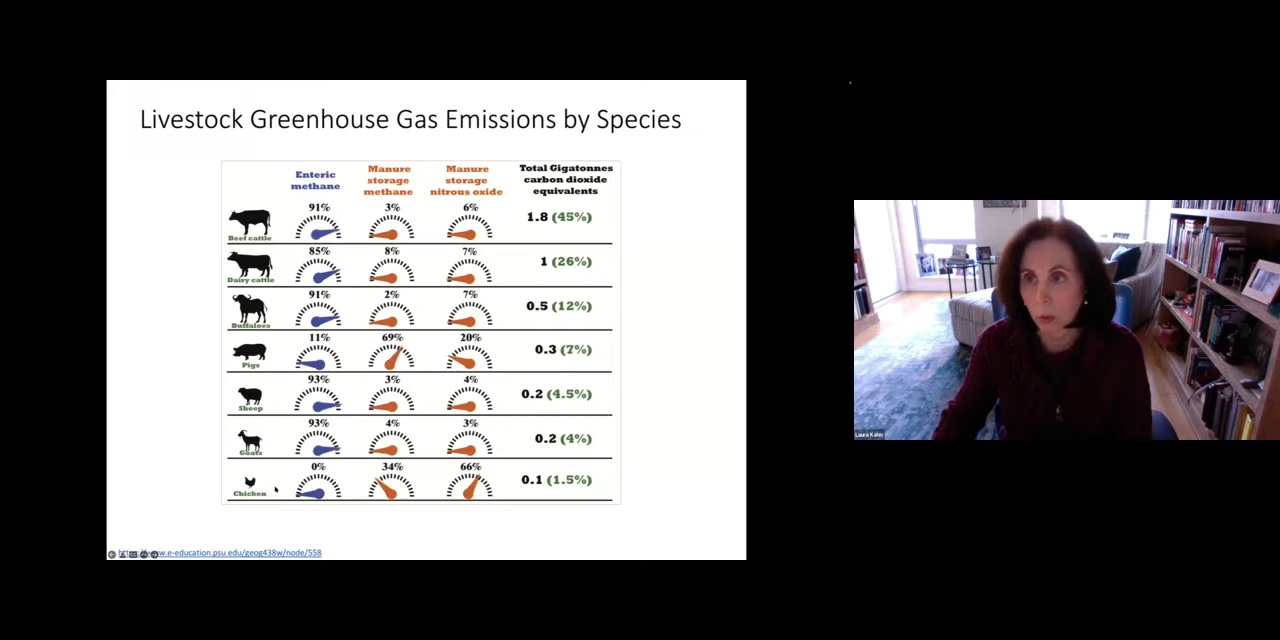 Livestock Greenhouse Gas Emissions by Species
Enteric
methane
Manure
storage
methane
Manure
storage
nitrous oxide
Total Gigatonnes
carbon dioxide
equivalents
91%
3%
6%
1.8 (45%)
Beef cattle
85%
8%
7%
1 (26%)
Dairy cattle
91%
2%
7%
0.5 (12%)
Buffaloes
11%
69%
20%
0.3 (7%)
Pigs
93%
3%
4%
0.2 (4.5%)
Sheep
93%
4%
3%
0.2 (4%)
Goats
0%
34%
66%
0.1 (1.5%)
Chicken
https://www.e-education.psu.edu/geog438w/node/558
Laura Kahn